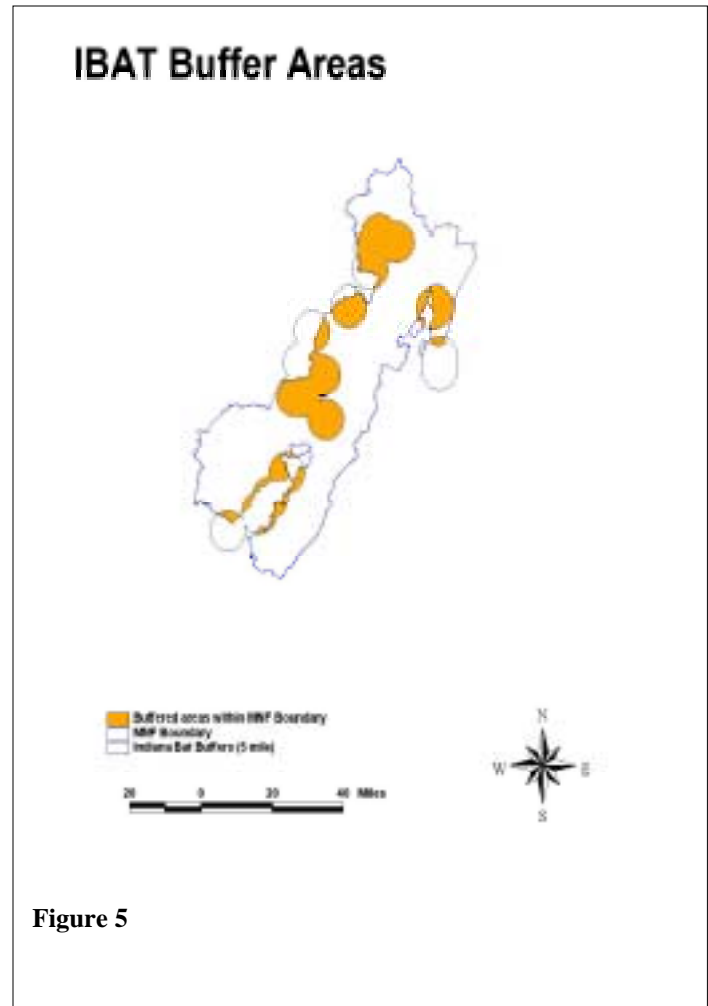 IBAT Buffer Areas
Buffered areas within MNF Boundary
MNF Boundary
Indiana Bat Buffers (5 mile)
20 0 20 40 Miles
N
W E
S
Figure 5